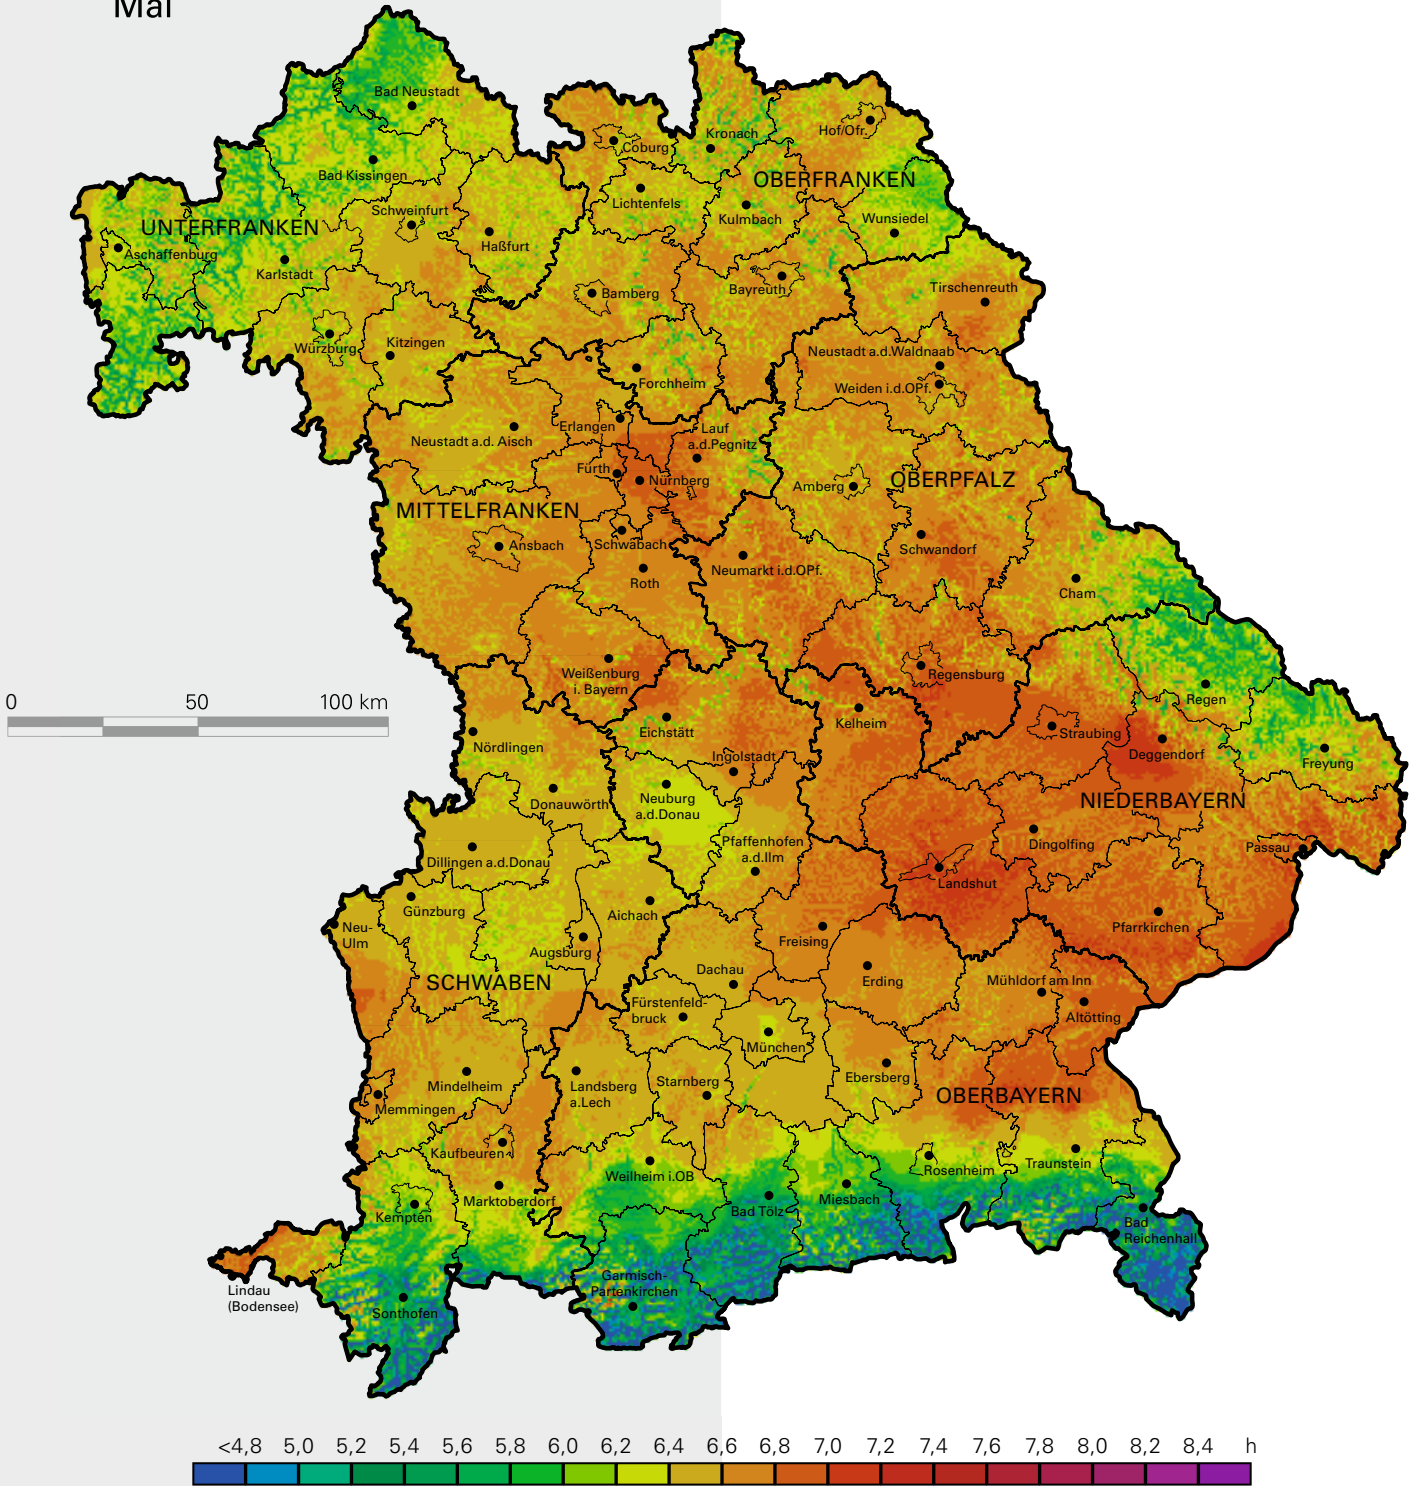 Mai
Bad Neustadt
Coburg
Kronach
Hof/Ofr.
Bad Kissingen
OBERFRANKEN
Lichtenfels
Kulmbach
Wunsiedel
Schweinfurt
UNTERFRANKEN
Haßfurt
Aschaffenburg
Karlstadt
Bamberg
Bayreuth
Tirschenreuth
Würzburg
Kitzingen
Neustadt a.d.Waldnaab
Forchheim
Weiden i.d.OPf.
Neustadt a.d. Aisch
Erlangen
Lauf
a.d.Pegnitz
Fürth
Nürnberg
Amberg
OBERPFALZ
MITTELFRANKEN
Ansbach
Schwabach
Schwandorf
Roth
Neumarkt i.d.OPf.
Cham
Weißenburg
i. Bayern
Regensburg
Regen
0 50 100 km
Kelheim
Eichstätt
Straubing
Nördlingen
Ingolstadt
Deggendorf
Freyung
Donauwörth
Neuburg
a.d.Donau
NIEDERBAYERN
Pfaffenhofen
a.d.Ilm
Dingolfing
Passau
Dillingen a.d.Donau
Landshut
Günzburg
Aichach
Pfarrkirchen
Neu-
Ulm
Augsburg
Freising
Dachau
Erding
Mühldorf am Inn
SCHWABEN
Fürstenfeld-
bruck
Altötting
München
Mindelheim
Landsberg
a.Lech
Starnberg
Ebersberg
OBERBAYERN
Memmingen
Kaufbeuren
Weilheim i.OB
Rosenheim
Traunstein
Marktoberdorf
Miesbach
Bad Tölz
Kempten
Bad
Reichenhall
Lindau
(Bodensee)
Garmisch-
Partenkirchen
Sonthofen
<4,8 5,0 5,2 5,4 5,6 5,8 6,0 6,2 6,4 6,6 6,8 7,0 7,2 7,4 7,6 7,8 8,0 8,2 8,4 h